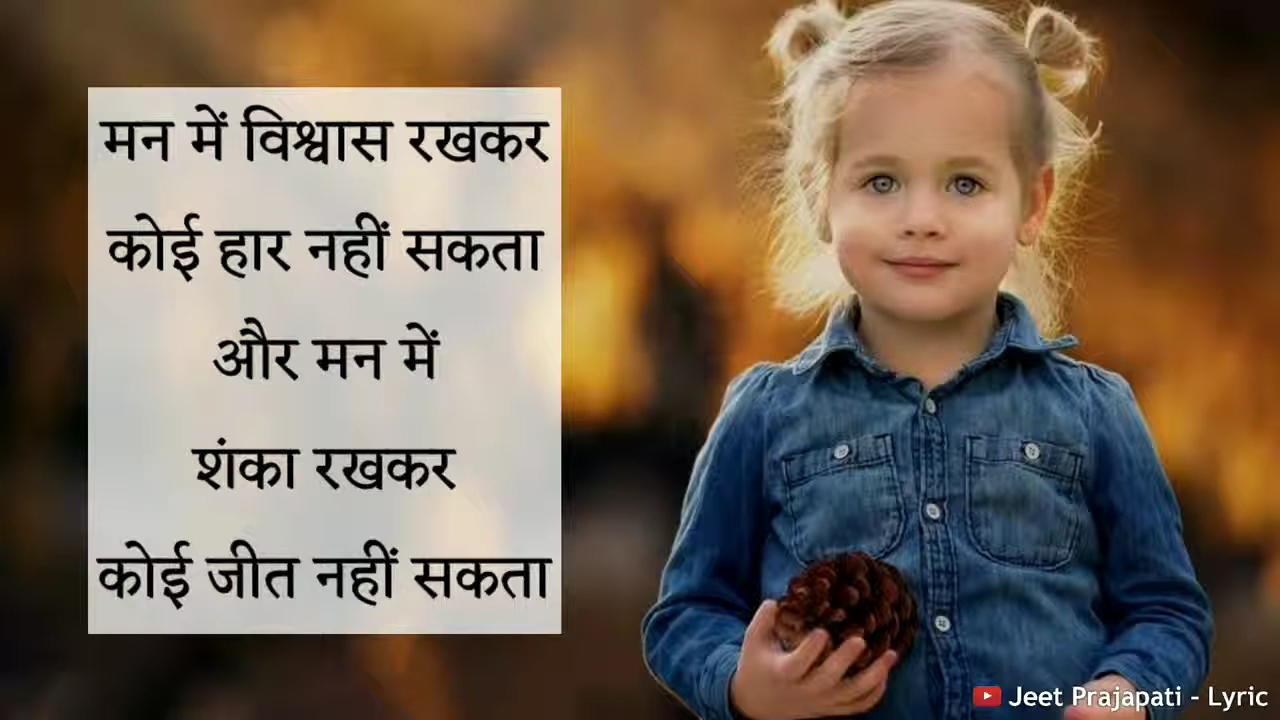 मन में विश्वास रखकर
कोई हार नहीं सकता
और मन में
शंका रखकर
कोई जीत नहीं सकता
Jeet Prajapati - Lyric